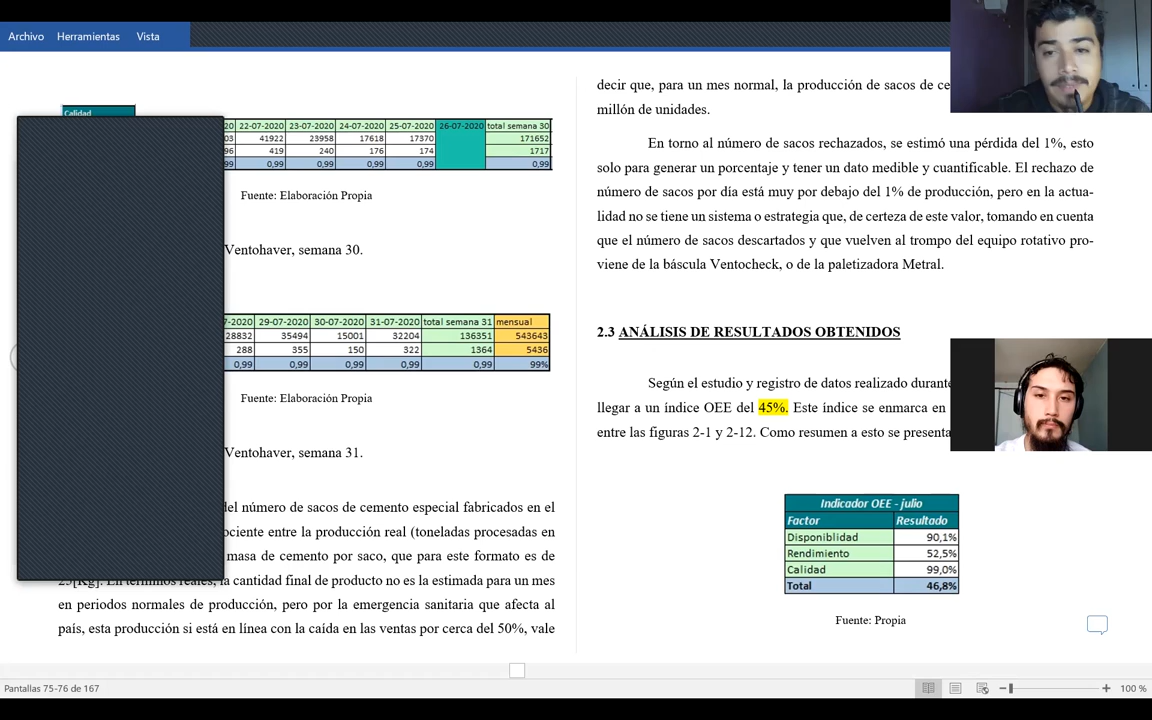 Archivo Herramientas Vista
Calidad
20 22-07-2020 23-07-2020 24-07-2020 25-07-2020 26-07-2020 total semana 30
03 41922 23958 17618 17370 171652
96 419 240 176 174 1717
99 0,99 0,99 0,99 0,99 0,99
Fuente: Elaboración Propia
Ventohaver, semana 30.
7-2020 29-07-2020 30-07-2020 31-07-2020 total semana 31 mensual
28832 35494 15001 32204 136351 543643
288 355 150 322 1364 5436
0,99 0,99 0,99 0,99 0,99 99%
Fuente: Elaboración Propia
Ventohaver, semana 31.
del número de sacos de cemento especial fabricados en el
ociente entre la producción real (toneladas procesadas en
masa de cemento por saco, que para este formato es de
25[Kg]. En términos reales, la cantidad final de producto no es la estimada para un mes
en periodos normales de producción, pero por la emergencia sanitaria que afecta al
país, esta producción si está en línea con la caída en las ventas por cerca del 50%, vale
decir que, para un mes normal, la producción de sacos de ce
millón de unidades.
En torno al número de sacos rechazados, se estimó una pérdida del 1%, esto
solo para generar un porcentaje y tener un dato medible y cuantificable. El rechazo de
número de sacos por día está muy por debajo del 1% de producción, pero en la actua-
lidad no se tiene un sistema o estrategia que, de certeza de este valor, tomando en cuenta
que el número de sacos descartados y que vuelven al trompo del equipo rotativo pro-
viene de la báscula Ventocheck, o de la paletizadora Metral.
2.3 ANÁLISIS DE RESULTADOS OBTENIDOS
Según el estudio y registro de datos realizado durante
llegar a un índice OEE del 45%. Este índice se enmarca en
entre las figuras 2-1 y 2-12. Como resumen a esto se presenta
Indicador OEE - julio
Factor Resultado
Disponiblidad 90,1%
Rendimiento 52,5%
Calidad 99,0%
Total 46,8%
Fuente: Propia
Pantallas 75-76 de 167
100 %